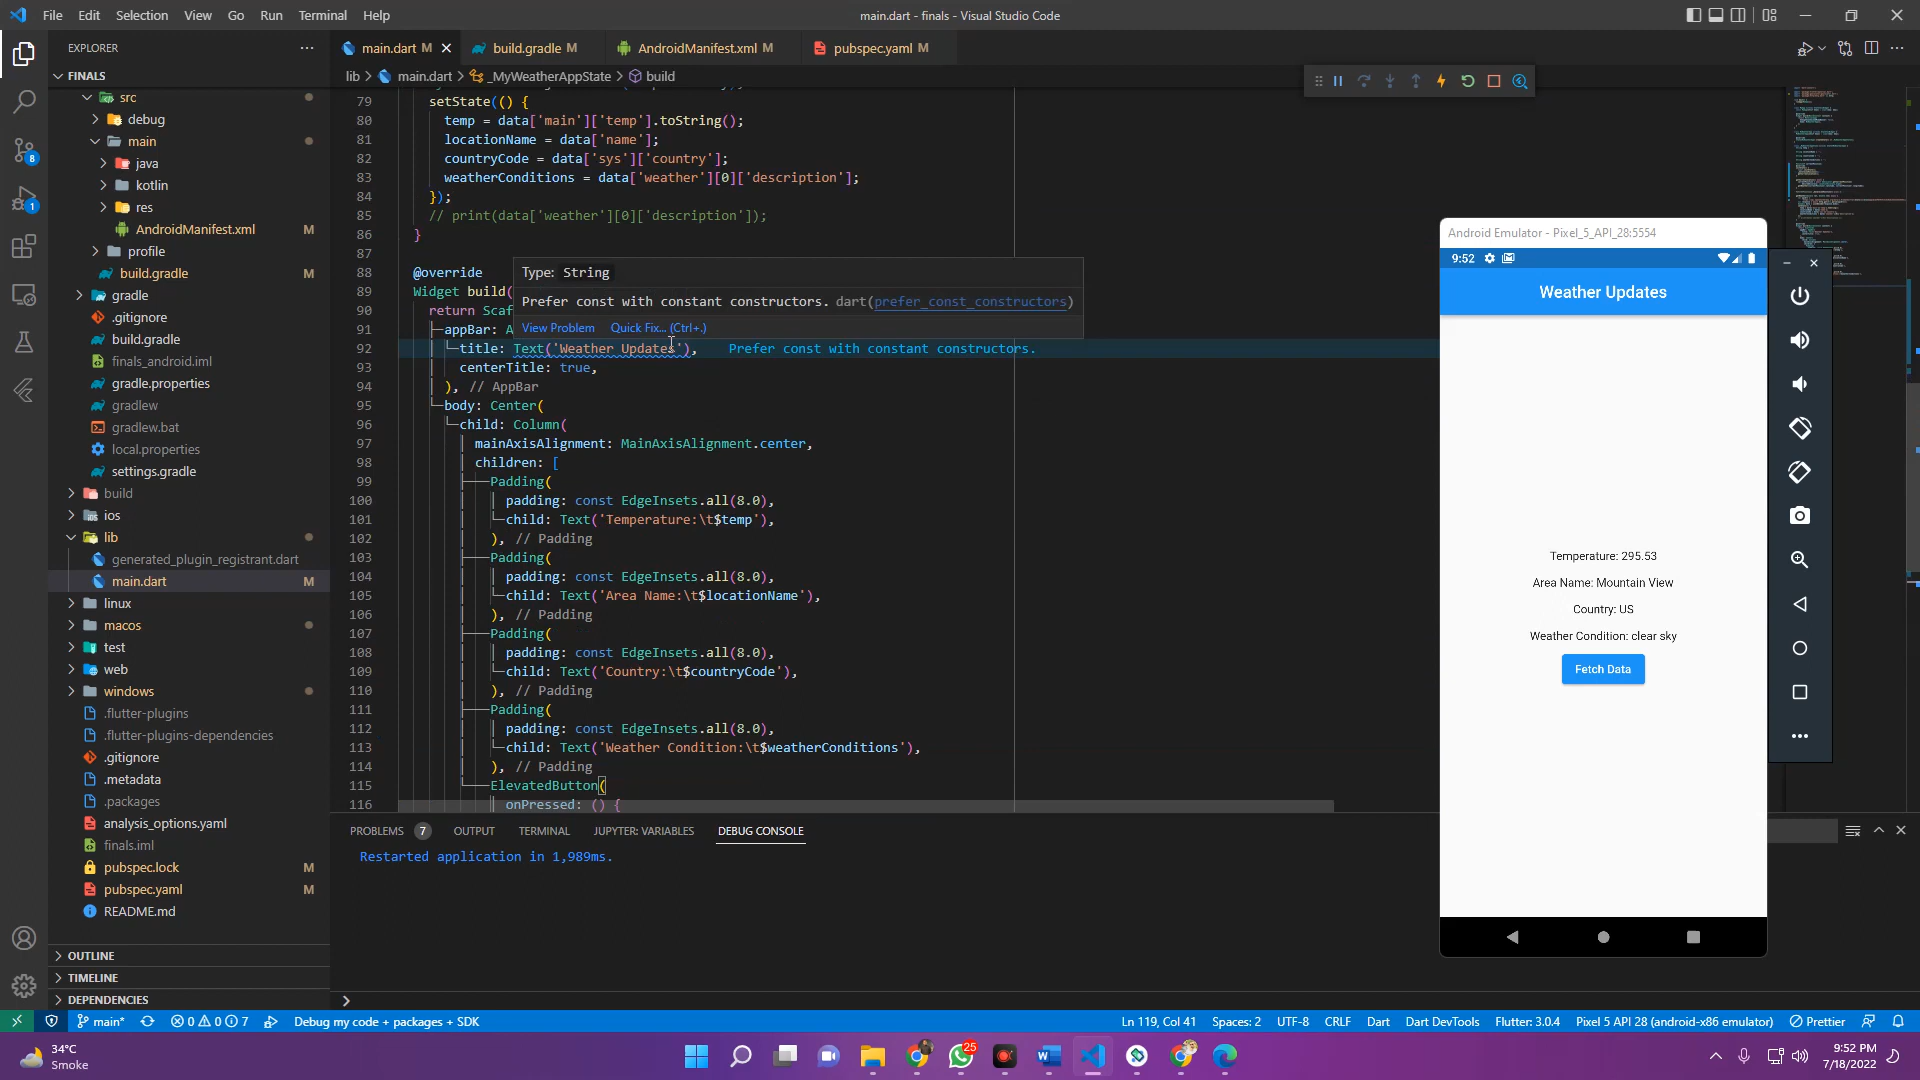 File Edit Selection View Go Run Terminal Help
main.dart - finals - Visual Studio Code
EXPLORER
FINALS
src
debug
main
java
kotlin
res
AndroidManifest.xml M
profile
build.gradle M
gradle
.gitignore
build.gradle
finals_android.iml
gradle.properties
gradlew
gradlew.bat
local.properties
settings.gradle
build
ios
lib
generated_plugin_registrant.dart
main.dart M
linux
macos
test
web
windows
.flutter-plugins
.flutter-plugins-dependencies
.gitignore
.metadata
.packages
analysis_options.yaml
finals.iml
pubspec.lock M
pubspec.yaml M
README.md
OUTLINE
TIMELINE
DEPENDENCIES
8
1
main.dart M
build.gradle M
AndroidManifest.xml M
pubspec.yaml M
lib > main.dart > _MyWeatherAppState > build
79 setState(() {
80 temp = data['main']['temp'].toString();
81 locationName = data['name'];
82 countryCode = data['sys']['country'];
83 weatherConditions = data['weather'][0]['description'];
84 });
85 // print(data['weather'][0]['description']);
86 }
87
88 @override
89 Widget build(
90 return Scaf
91 appBar: A
92 title: Text('Weather Updates'), Prefer const with constant constructors.
93 centerTitle: true,
94 ), // AppBar
95 body: Center(
96 child: Column(
97 mainAxisAlignment: MainAxisAlignment.center,
98 children: [
99 Padding(
100 padding: const EdgeInsets.all(8.0),
101 child: Text('Temperature:\t$temp'),
102 ), // Padding
103 Padding(
104 padding: const EdgeInsets.all(8.0),
105 child: Text('Area Name:\t$locationName'),
106 ), // Padding
107 Padding(
108 padding: const EdgeInsets.all(8.0),
109 child: Text('Country:\t$countryCode'),
110 ), // Padding
111 Padding(
112 padding: const EdgeInsets.all(8.0),
113 child: Text('Weather Condition:\t$weatherConditions'),
114 ), // Padding
115 ElevatedButton(
116 onPressed: () {
Type: String
Prefer const with constant constructors. dart(prefer_const_constructors)
View Problem Quick Fix... (Ctrl+.)
PROBLEMS 7 OUTPUT TERMINAL JUPYTER: VARIABLES DEBUG CONSOLE
Restarted application in 1,989ms.
Android Emulator - Pixel_5_API_28:5554
9:52
Weather Updates
Temperature: 295.53
Area Name: Mountain View
Country: US
Weather Condition: clear sky
Fetch Data
main* 0 0 7 Debug my code + packages + SDK
Ln 119, Col 41 Spaces: 2 UTF-8 CRLF Dart Dart DevTools Flutter: 3.0.4 Pixel 5 API 28 (android-x86 emulator) Prettier
34°C
Smoke
25
9:52 PM
7/18/2022